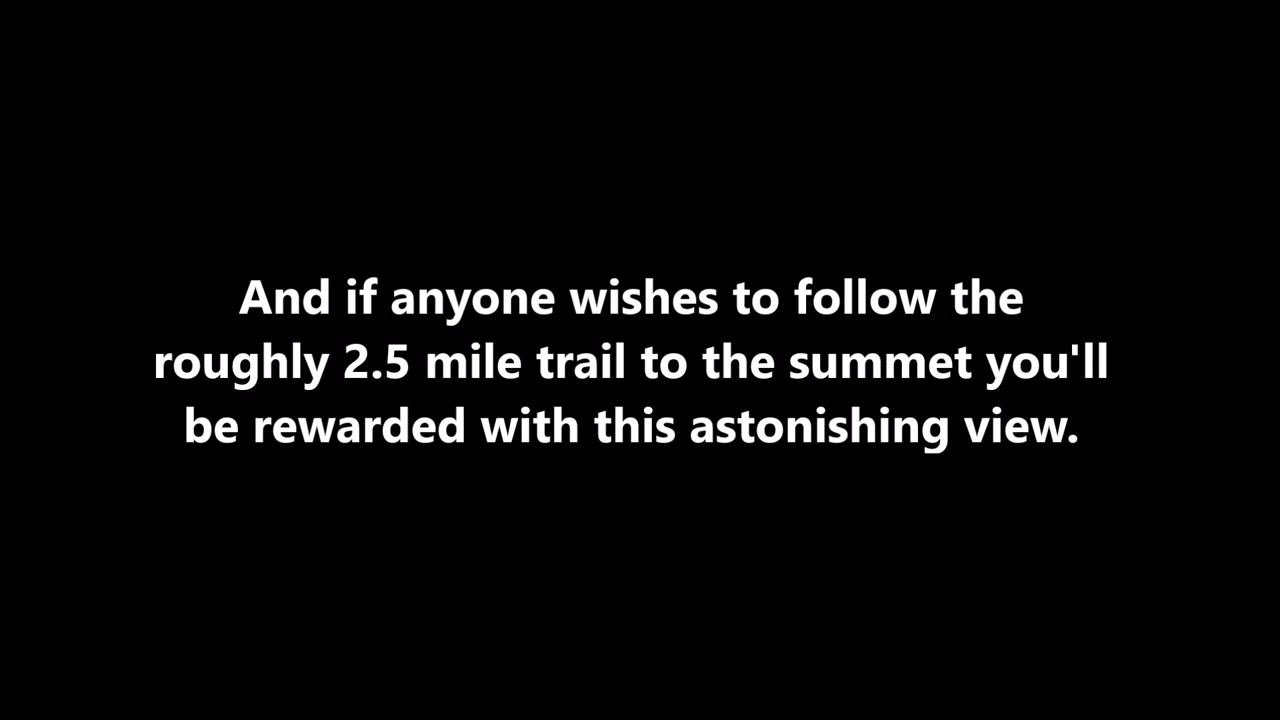 And if anyone wishes to follow the
roughly 2.5 mile trail to the summet you'll
be rewarded with this astonishing view.